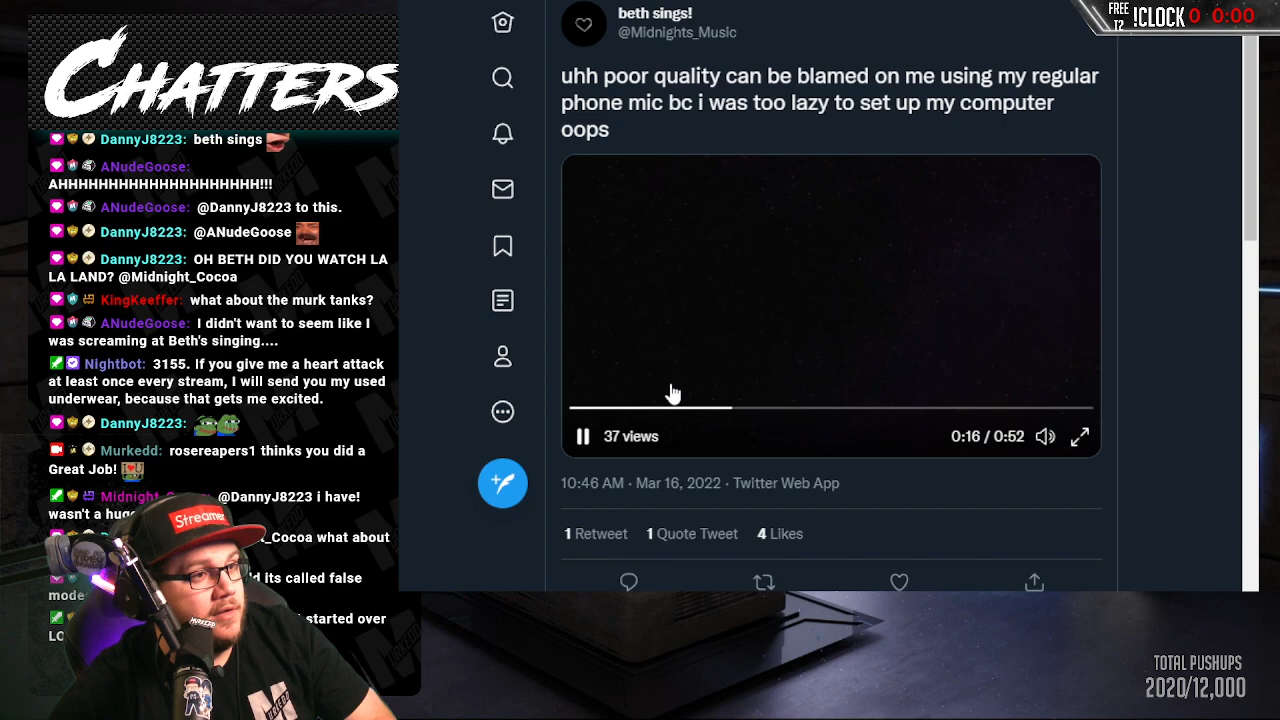 CHATTERS
DannyJ8223: beth sings
ANudeGoose:
AHHHHHHHHHHHHHHHHHHHH!!!
ANudeGoose: @DannyJ8223 to this.
DannyJ8223: @ANudeGoose
DannyJ8223: OH BETH DID YOU WATCH LA
LA LAND? @Midnight_Cocoa
KingKeeffer: what about the murk tanks?
ANudeGoose: I didn't want to seem like I
was screaming at Beth's singing....
Nightbot: 3155. If you give me a heart attack
at least once every stream, I will send you my used
underwear, because that gets me excited.
DannyJ8223:
Murkedd: rosereapers1 thinks you did a
Great Job!
@DannyJ8223 i have!
wasn't a
_Cocoa what about
its called false
started over
Streamer
MURKEDD
beth sings!
@Midnights_Music
uhh poor quality can be blamed on me using my regular
phone mic bc i was too lazy to set up my computer
oops
37 views
0:16 / 0:52
10:46 AM · Mar 16, 2022 · Twitter Web App
1 Retweet 1 Quote Tweet 4 Likes
FREE
12
!CLOCK 0 0:00
TOTAL PUSHUPS
2020/12,000